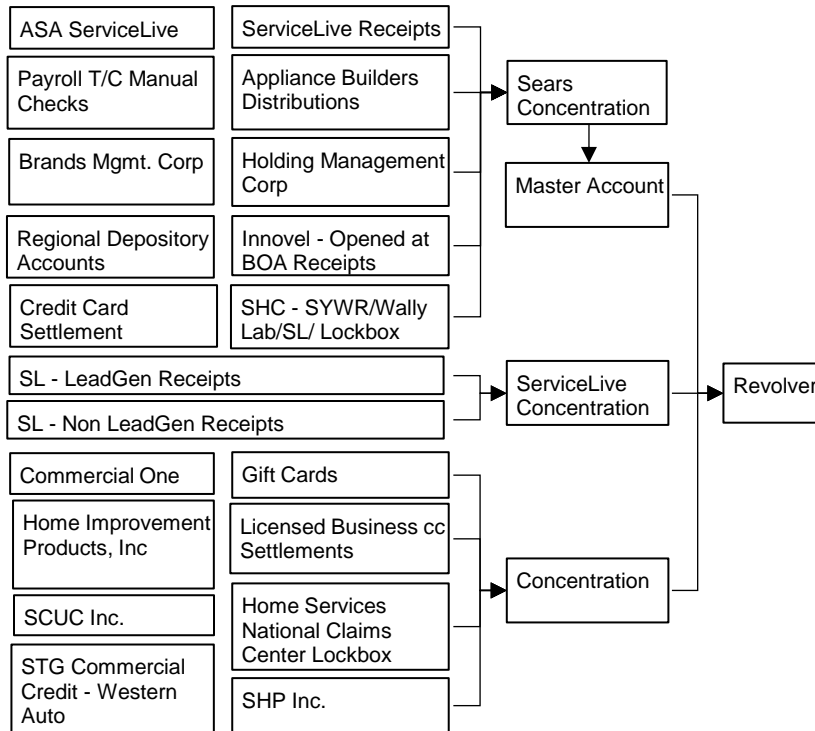 ASA ServiceLive
ServiceLive Receipts
Payroll T/C Manual
Checks
Appliance Builders
Distributions
Sears
Concentration
Brands Mgmt. Corp
Holding Management
Corp
Master Account
Regional Depository
Accounts
Innovel - Opened at
BOA Receipts
Credit Card
Settlement
SHC - SYWR/Wally
Lab/SL/ Lockbox
SL - LeadGen Receipts
SL - Non LeadGen Receipts
ServiceLive
Concentration
Revolver
Commercial One
Gift Cards
Home Improvement
Products, Inc
Licensed Business cc
Settlements
Concentration
SCUC Inc.
Home Services
National Claims
Center Lockbox
STG Commercial
Credit - Western
Auto
SHP Inc.